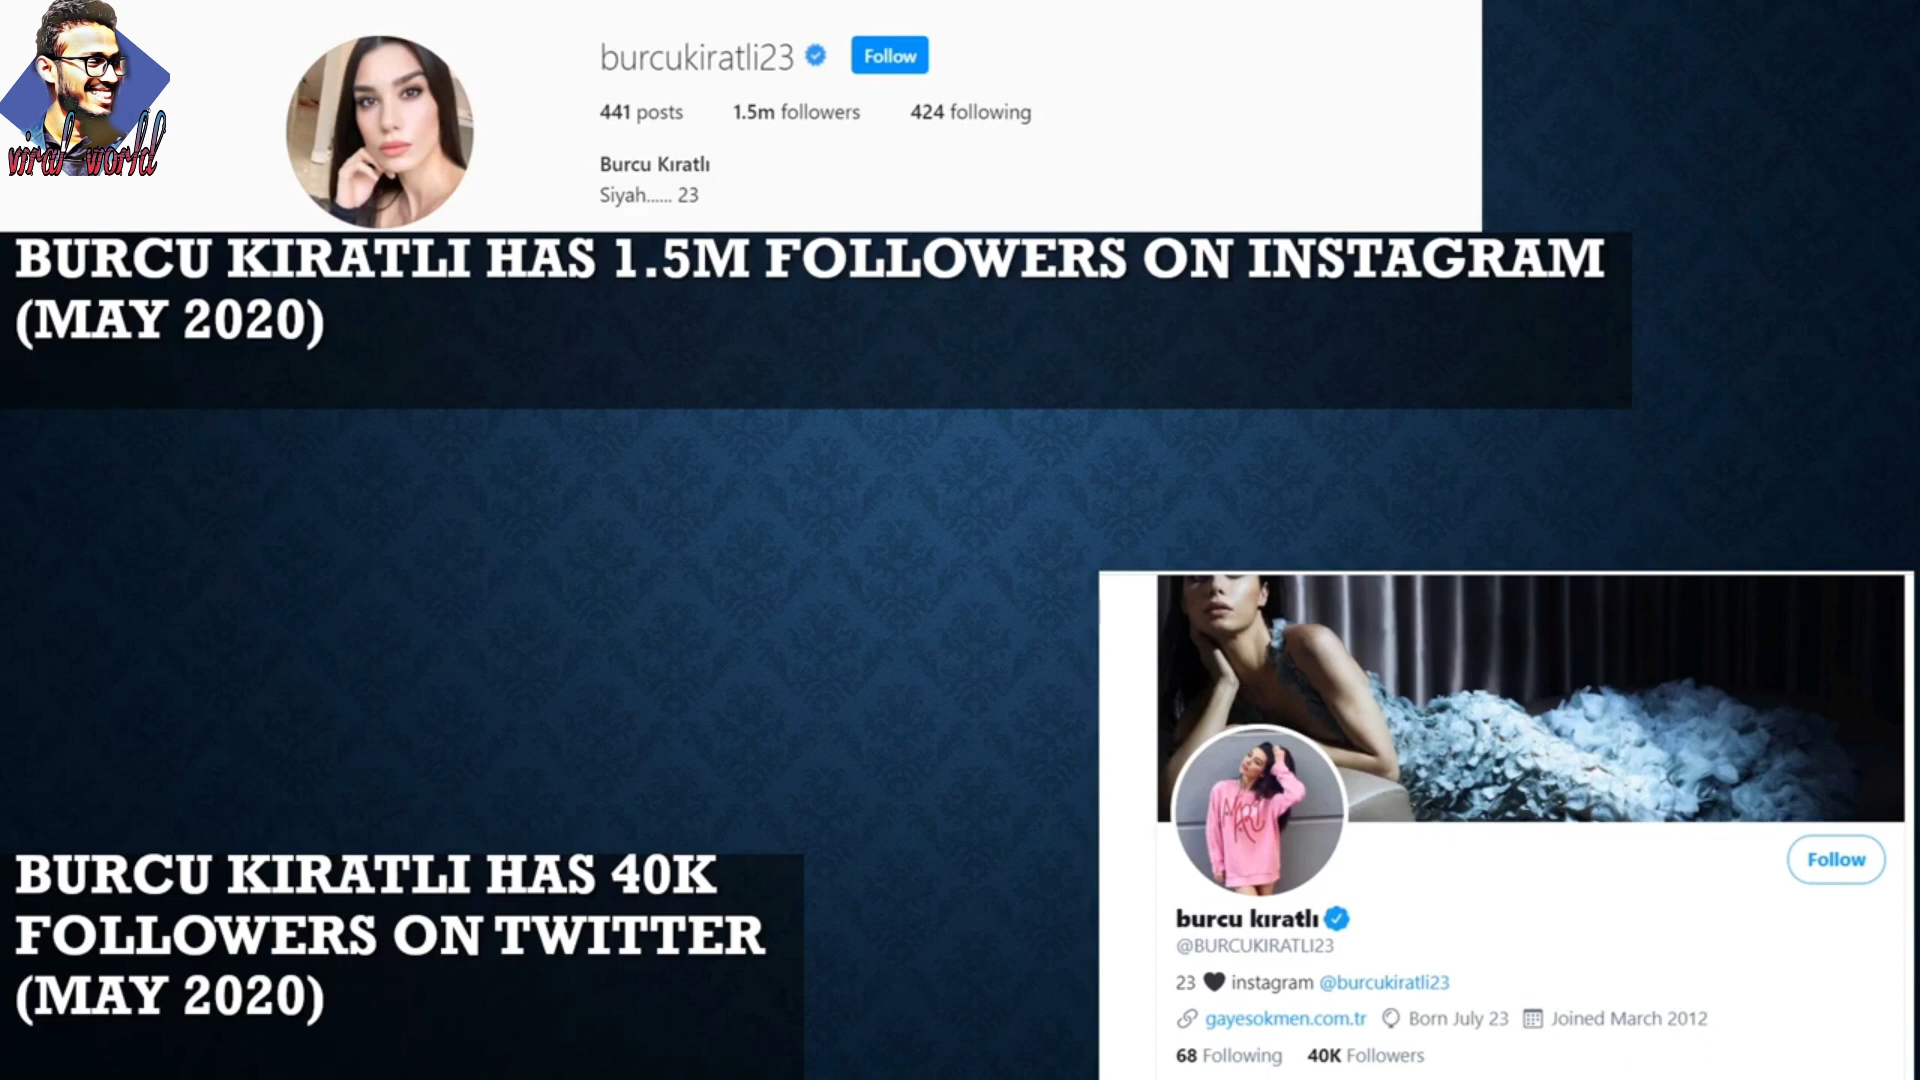 viral world
burcukiratli23
Follow
441 posts 1.5m followers 424 following
Burcu Kıratlı
Siyah...... 23
BURCU KIRATLI HAS 1.5M FOLLOWERS ON INSTAGRAM
(MAY 2020)
BURCU KIRATLI HAS 40K
FOLLOWERS ON TWITTER
(MAY 2020)
Follow
burcu kıratlı
@BURCUKIRATLI23
23 🖤 instagram @burcukiratli23
gayesokmen.com.tr Born July 23 Joined March 2012
68 Following 40K Followers